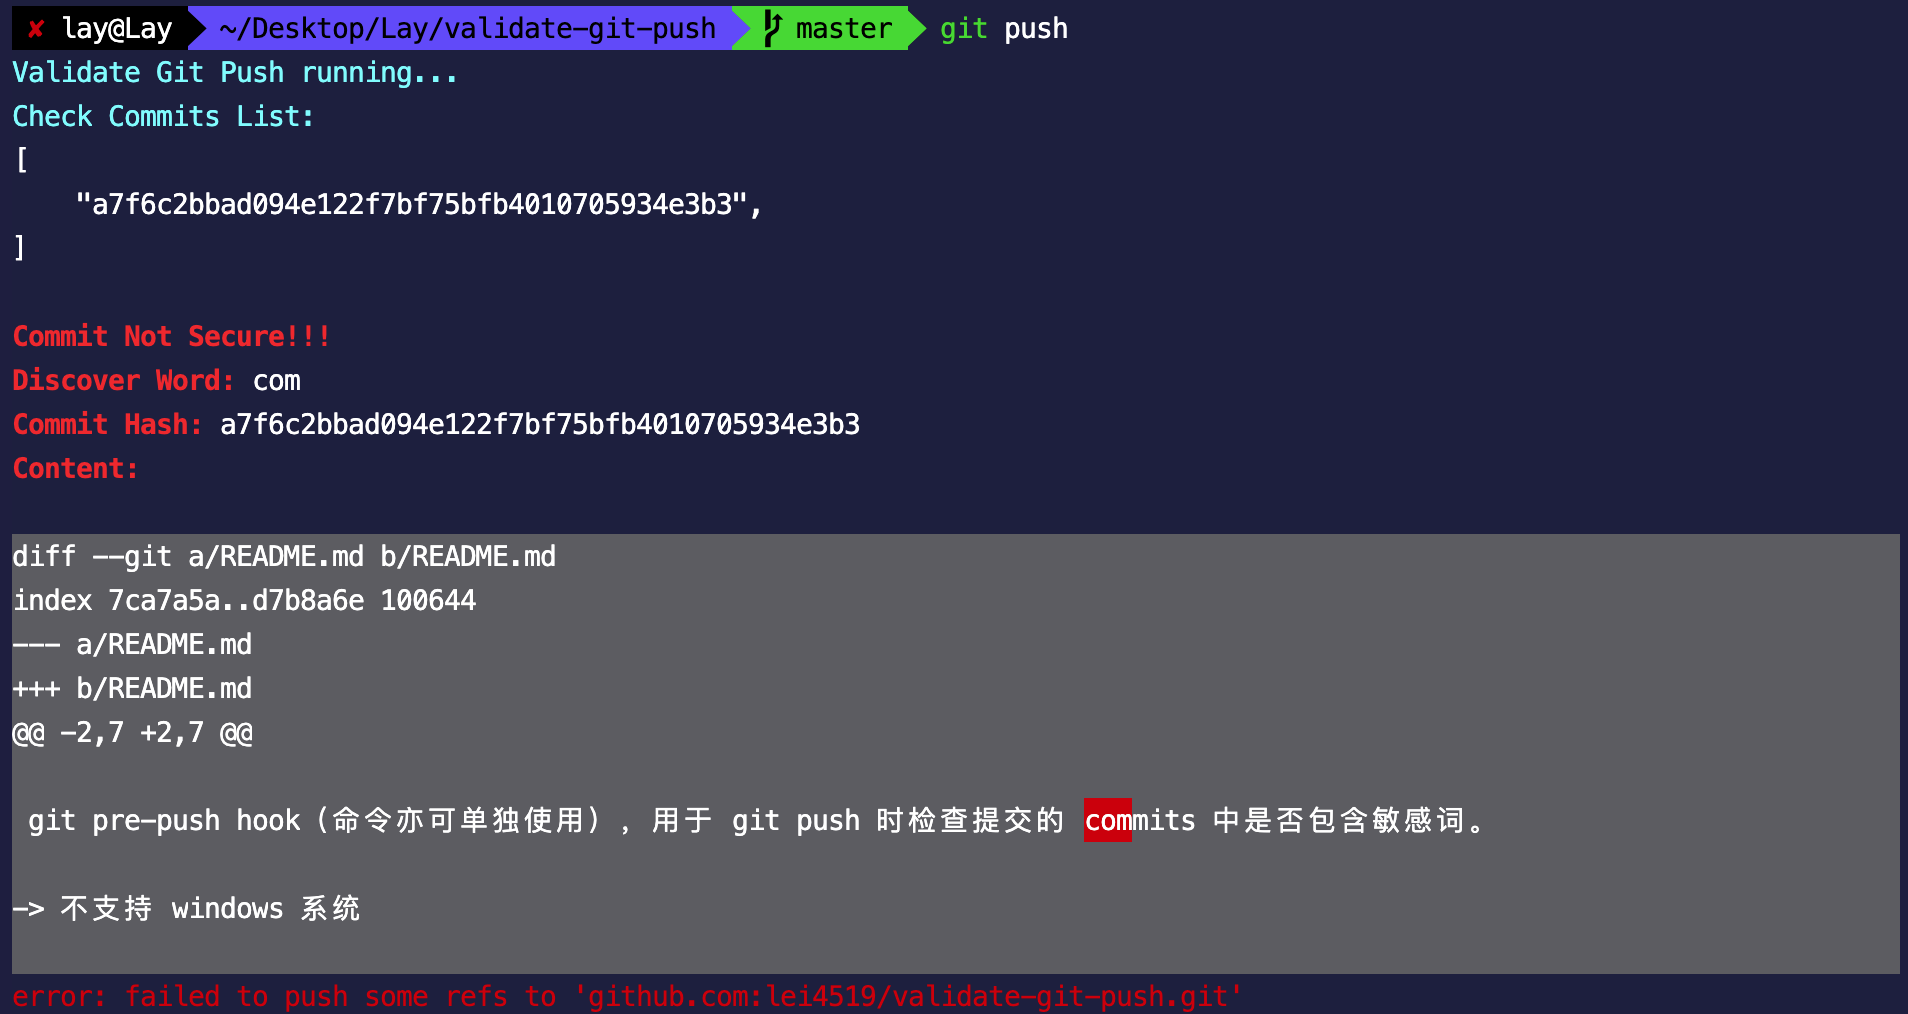 ✘ lay@Lay ~/Desktop/Lay/validate-git-push master git push
Validate Git Push running...
Check Commits List:
[
    "a7f6c2bbad094e122f7bf75bfb4010705934e3b3",
]
Commit Not Secure!!!
Discover Word: com
Commit Hash: a7f6c2bbad094e122f7bf75bfb4010705934e3b3
Content:
diff --git a/README.md b/README.md
index 7ca7a5a..d7b8a6e 100644
--- a/README.md
+++ b/README.md
@@ -2,7 +2,7 @@
 git pre-push hook（命令亦可单独使用），用于 git push 时检查提交的 commits 中是否包含敏感词。
-> 不支持 windows 系统
error: failed to push some refs to 'github.com:lei4519/validate-git-push.git'